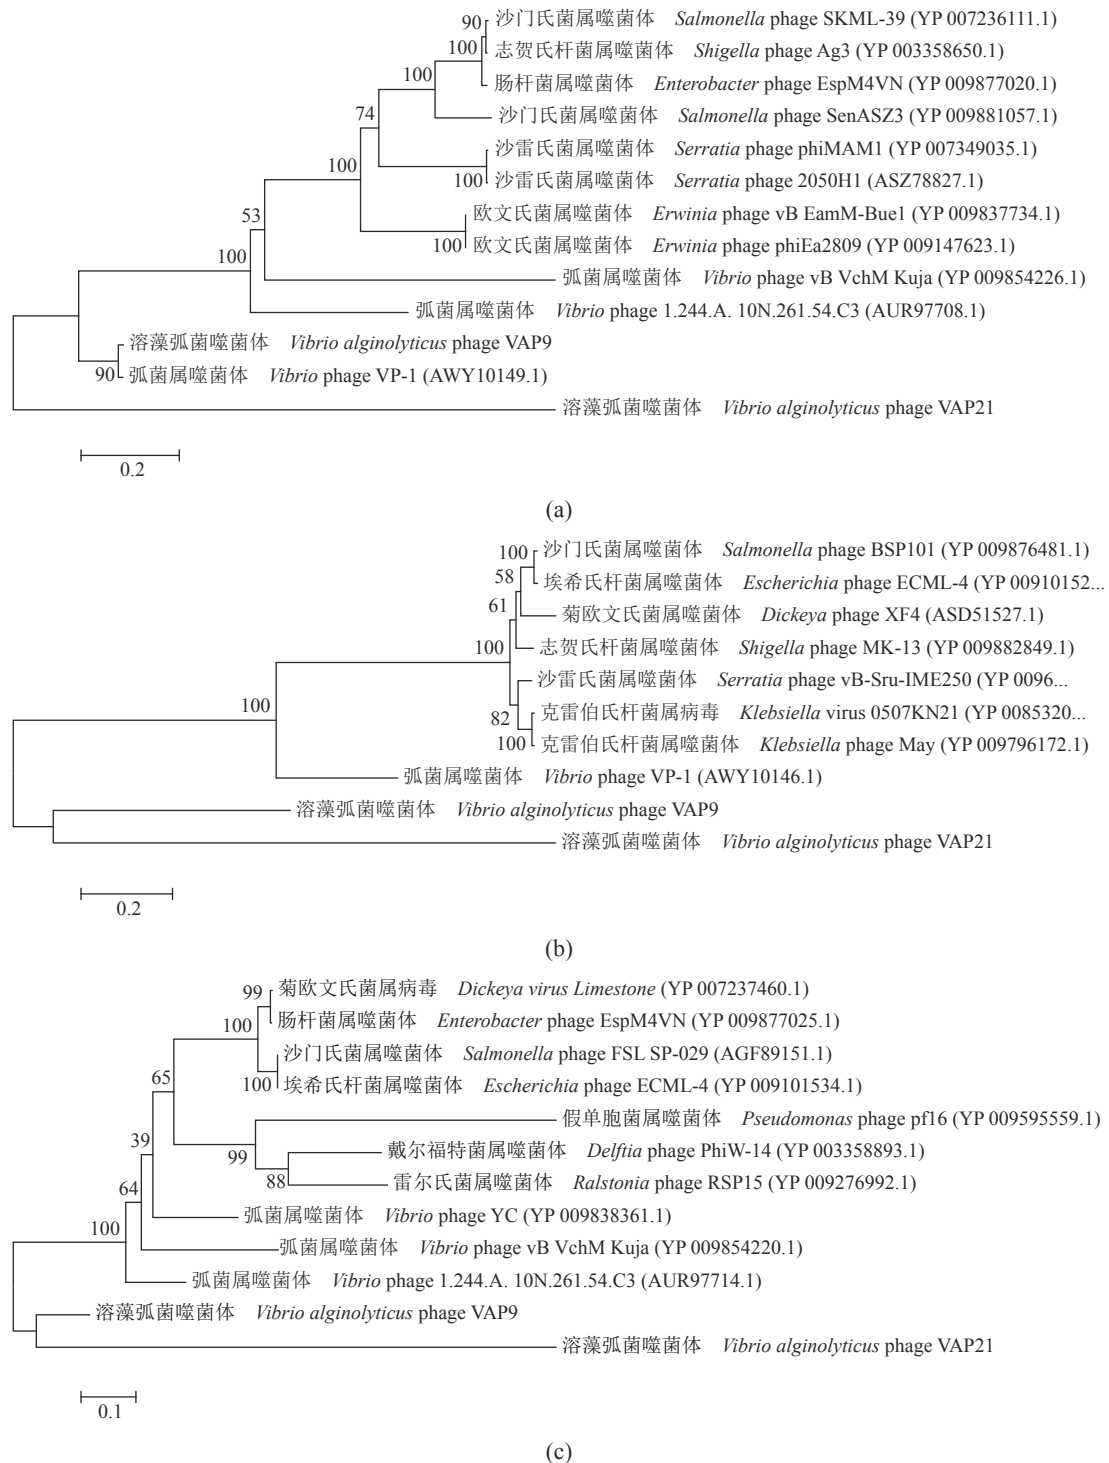 90
沙门氏菌属噬菌体 Salmonella phage SKML-39 (YP 007236111.1)
100
志贺氏杆菌属噬菌体 Shigella phage Ag3 (YP 003358650.1)
100
肠杆菌属噬菌体 Enterobacter phage EspM4VN (YP 009877020.1)
74
沙门氏菌属噬菌体 Salmonella phage SenASZ3 (YP 009881057.1)
沙雷氏菌属噬菌体 Serratia phage phiMAM1 (YP 007349035.1)
100
100
沙雷氏菌属噬菌体 Serratia phage 2050H1 (ASZ78827.1)
53
欧文氏菌属噬菌体 Erwinia phage vB EamM-Bue1 (YP 009837734.1)
100
100
欧文氏菌属噬菌体 Erwinia phage phiEa2809 (YP 009147623.1)
弧菌属噬菌体 Vibrio phage vB VchM Kuja (YP 009854226.1)
弧菌属噬菌体 Vibrio phage 1.244.A. 10N.261.54.C3 (AUR97708.1)
溶藻弧菌噬菌体 Vibrio alginolyticus phage VAP9
90
弧菌属噬菌体 Vibrio phage VP-1 (AWY10149.1)
溶藻弧菌噬菌体 Vibrio alginolyticus phage VAP21
0.2
(a)
100
沙门氏菌属噬菌体 Salmonella phage BSP101 (YP 009876481.1)
58
埃希氏杆菌属噬菌体 Escherichia phage ECML-4 (YP 00910152...
61
菊欧文氏菌属噬菌体 Dickeya phage XF4 (ASD51527.1)
100
志贺氏杆菌属噬菌体 Shigella phage MK-13 (YP 009882849.1)
沙雷氏菌属噬菌体 Serratia phage vB-Sru-IME250 (YP 0096...
100
82
克雷伯氏杆菌属病毒 Klebsiella virus 0507KN21 (YP 0085320...
100
克雷伯氏杆菌属噬菌体 Klebsiella phage May (YP 009796172.1)
弧菌属噬菌体 Vibrio phage VP-1 (AWY10146.1)
溶藻弧菌噬菌体 Vibrio alginolyticus phage VAP9
溶藻弧菌噬菌体 Vibrio alginolyticus phage VAP21
0.2
(b)
99
菊欧文氏菌属病毒 Dickeya virus Limestone (YP 007237460.1)
100
肠杆菌属噬菌体 Enterobacter phage EspM4VN (YP 009877025.1)
沙门氏菌属噬菌体 Salmonella phage FSL SP-029 (AGF89151.1)
65
100
埃希氏杆菌属噬菌体 Escherichia phage ECML-4 (YP 009101534.1)
假单胞菌属噬菌体 Pseudomonas phage pf16 (YP 009595559.1)
39
99
戴尔福特菌属噬菌体 Delftia phage PhiW-14 (YP 003358893.1)
88
雷尔氏菌属噬菌体 Ralstonia phage RSP15 (YP 009276992.1)
64
弧菌属噬菌体 Vibrio phage YC (YP 009838361.1)
100
弧菌属噬菌体 Vibrio phage vB VchM Kuja (YP 009854220.1)
弧菌属噬菌体 Vibrio phage 1.244.A. 10N.261.54.C3 (AUR97714.1)
溶藻弧菌噬菌体 Vibrio alginolyticus phage VAP9
溶藻弧菌噬菌体 Vibrio alginolyticus phage VAP21
0.1
(c)